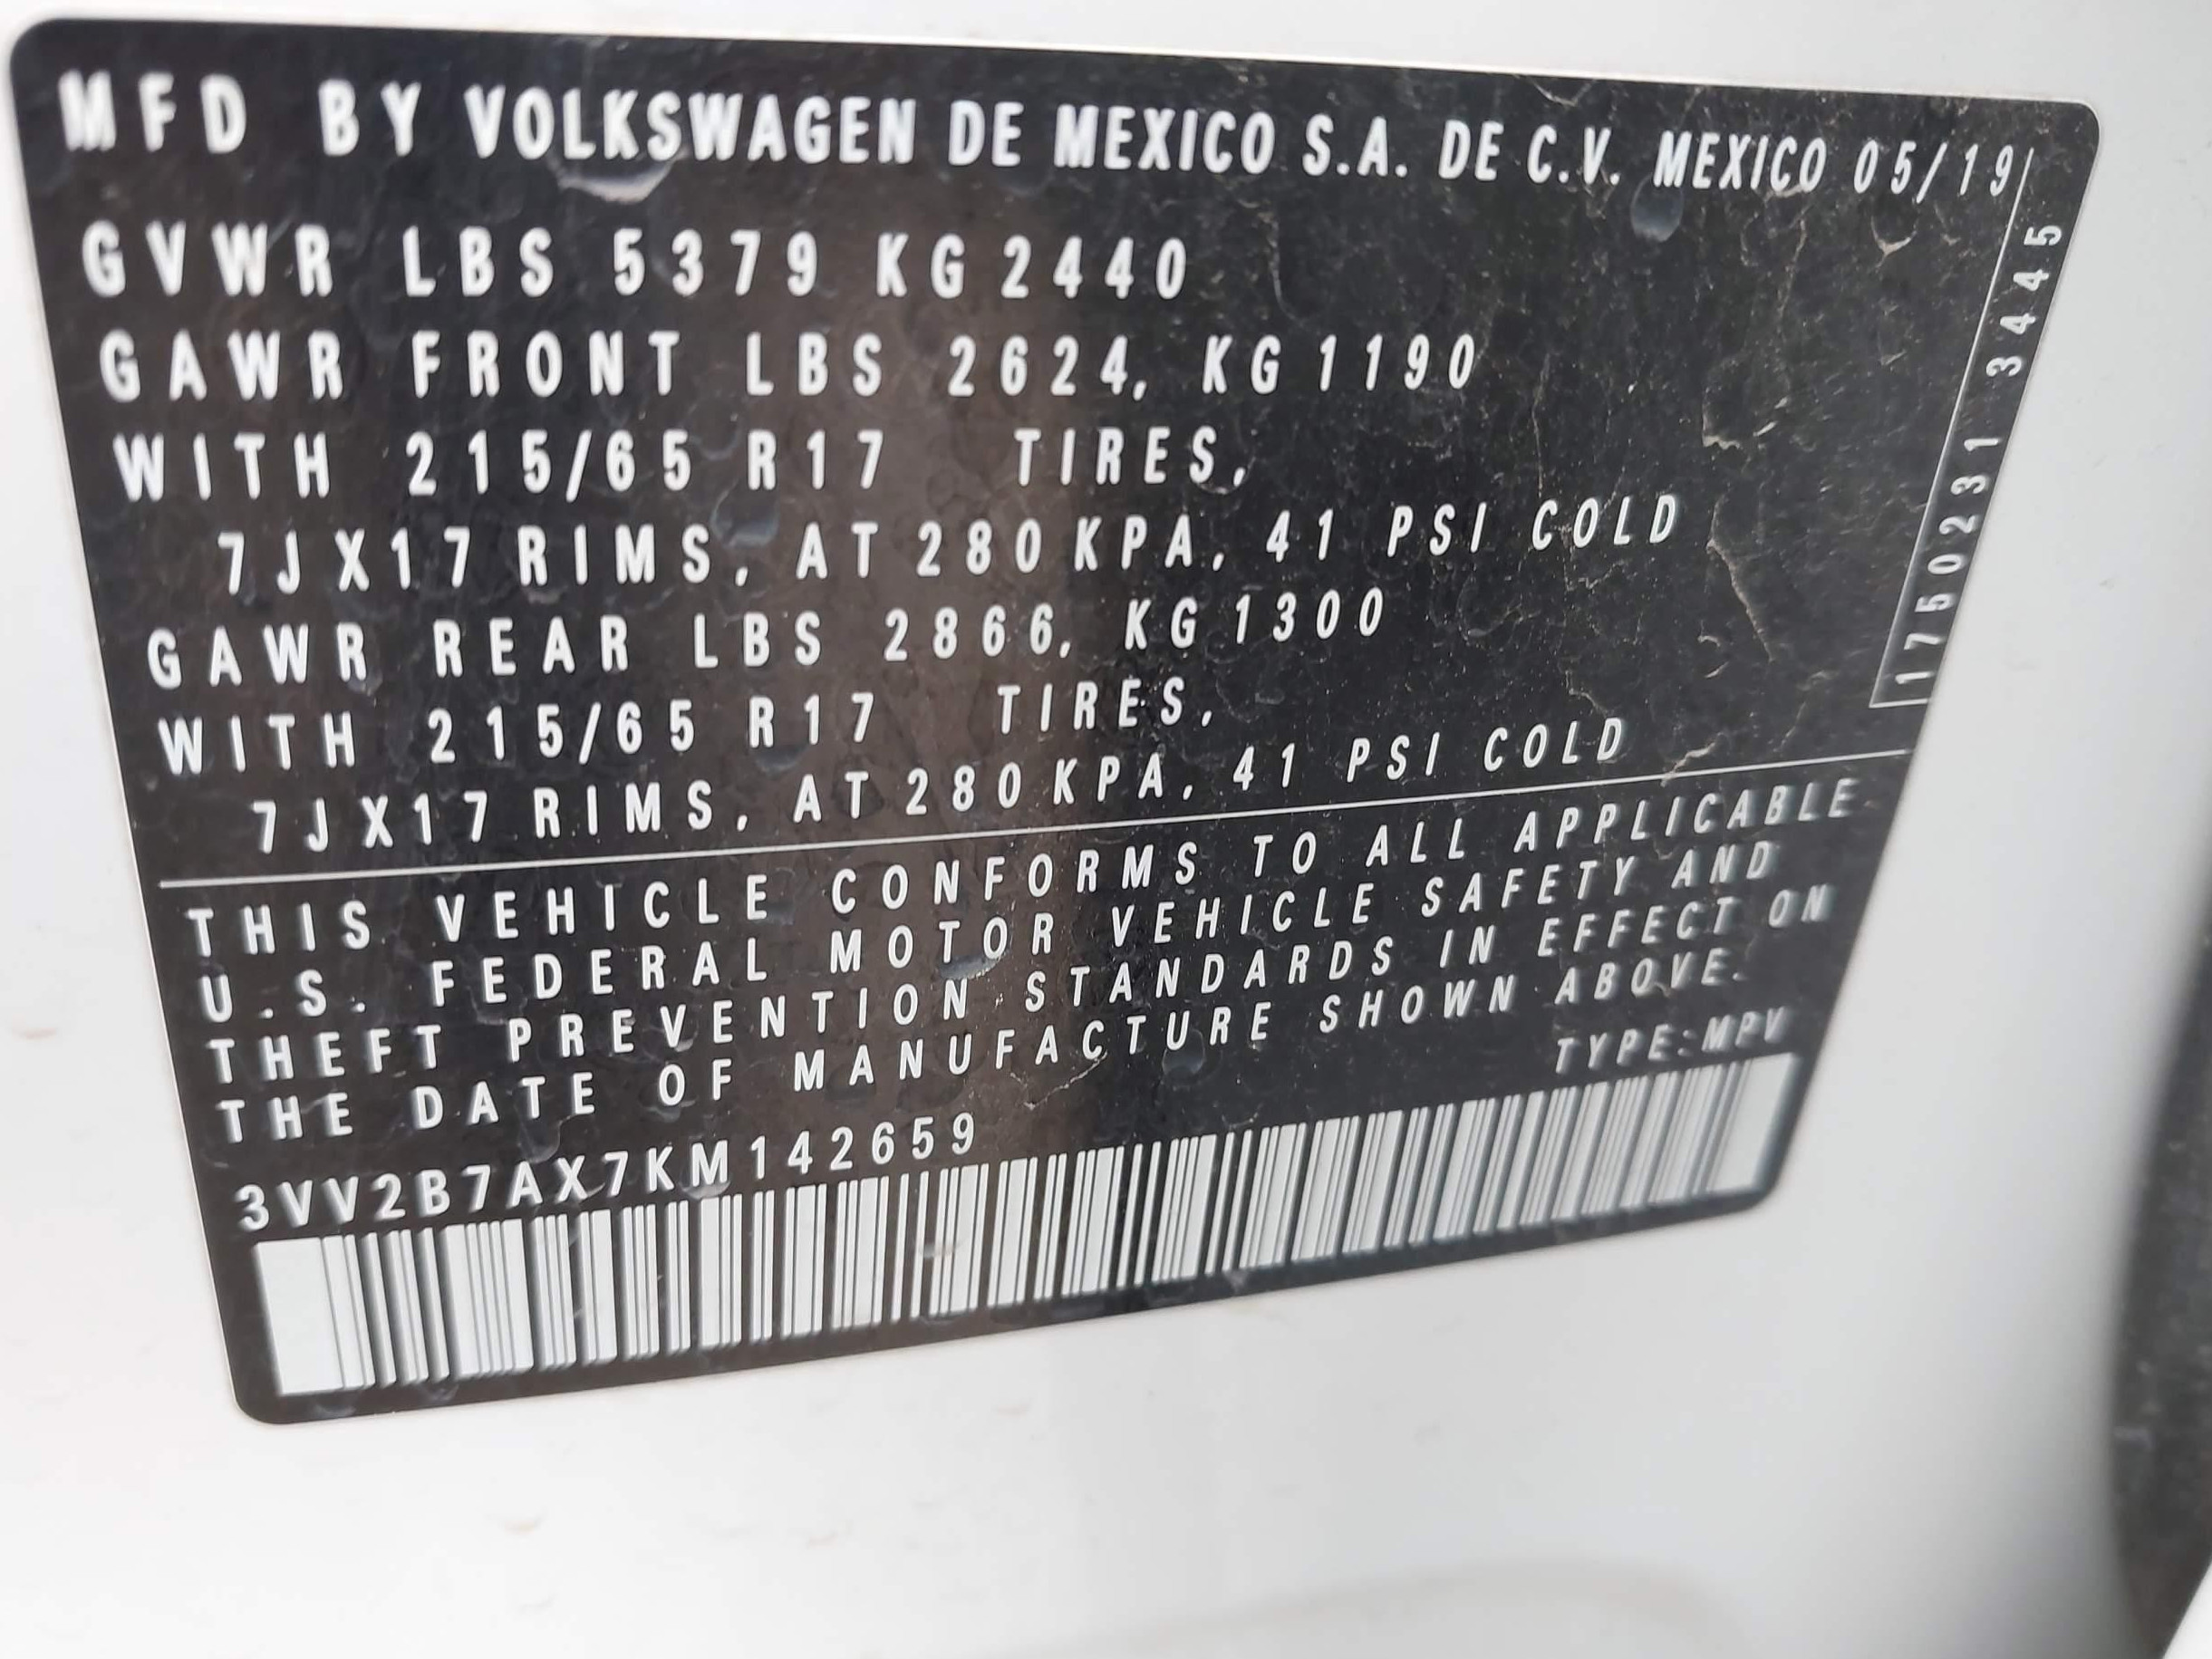 MFD BY VOLKSWAGEN DE MEXICO S.A. DE C.V. MEXICO 05/19
GVWR LBS 5379 KG 2440
GAWR FRONT LBS 2624, KG 1190
WITH 215/65 R17 TIRES,
7JX17 RIMS, AT 280 KPA, 41 PSI COLD
GAWR REAR LBS 2866, KG 1300
WITH 215/65 R17 TIRES,
7JX17 RIMS, AT 280 KPA, 41 PSI COLD
1750231 3445
THIS VEHICLE CONFORMS TO ALL APPLICABLE
U.S. FEDERAL MOTOR VEHICLE SAFETY AND
THEFT PREVENTION STANDARDS IN EFFECT ON
THE DATE OF MANUFACTURE SHOWN ABOVE.
TYPE: MPV
3VV2B7AX7KM142659